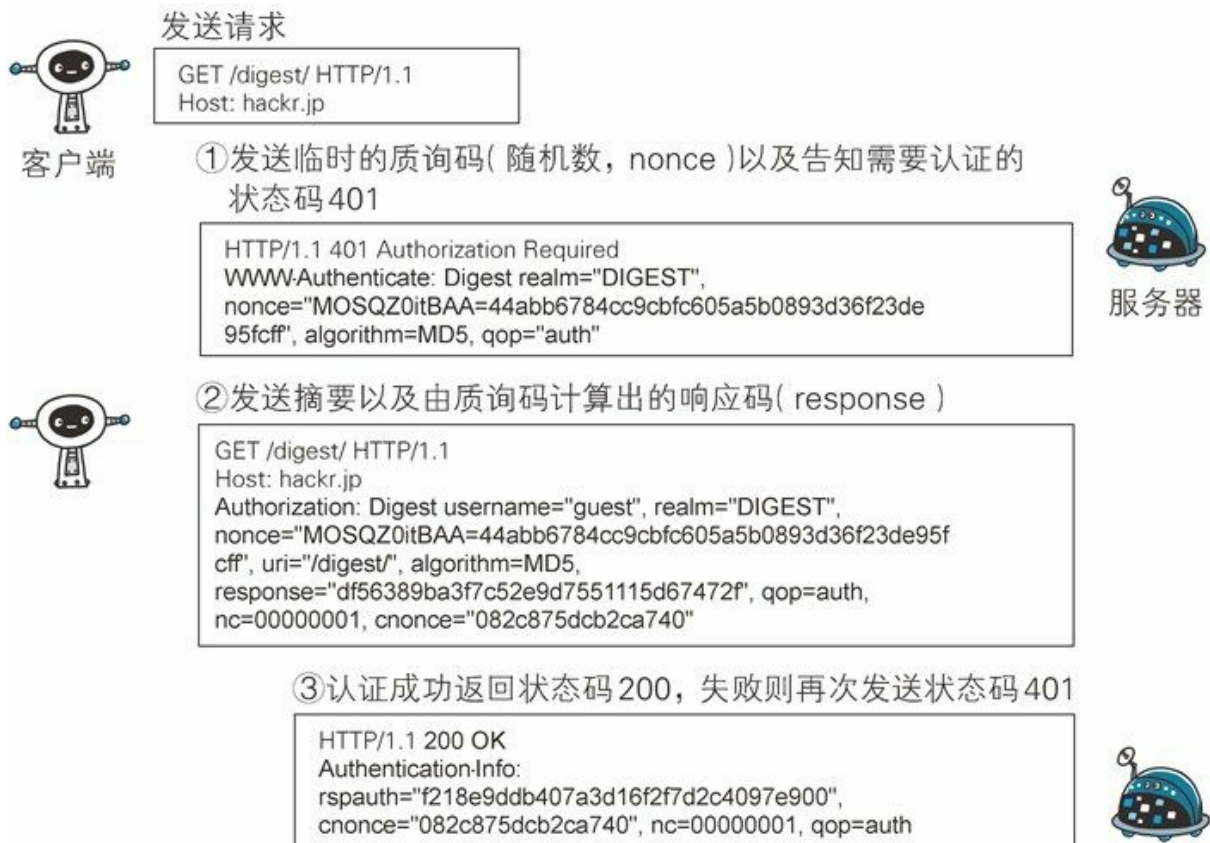 发送请求
GET /digest/ HTTP/1.1
Host: hackr.jp
客户端
①发送临时的质询码(随机数，nonce)以及告知需要认证的
状态码401
HTTP/1.1 401 Authorization Required
WWW-Authenticate: Digest realm="DIGEST",
nonce="MOSQZ0itBAA=44abb6784cc9cbfc605a5b0893d36f23de
95fcff", algorithm=MD5, qop="auth"
服务器
②发送摘要以及由质询码计算出的响应码(response)
GET /digest/ HTTP/1.1
Host: hackr.jp
Authorization: Digest username="guest", realm="DIGEST",
nonce="MOSQZ0itBAA=44abb6784cc9cbfc605a5b0893d36f23de95f
cff", uri="/digest/", algorithm=MD5,
response="df56389ba3f7c52e9d7551115d67472f", qop=auth,
nc=00000001, cnonce="082c875dcb2ca740"
③认证成功返回状态码200，失败则再次发送状态码401
HTTP/1.1 200 OK
Authentication-Info:
rspauth="f218e9ddb407a3d16f2f7d2c4097e900",
cnonce="082c875dcb2ca740", nc=00000001, qop=auth